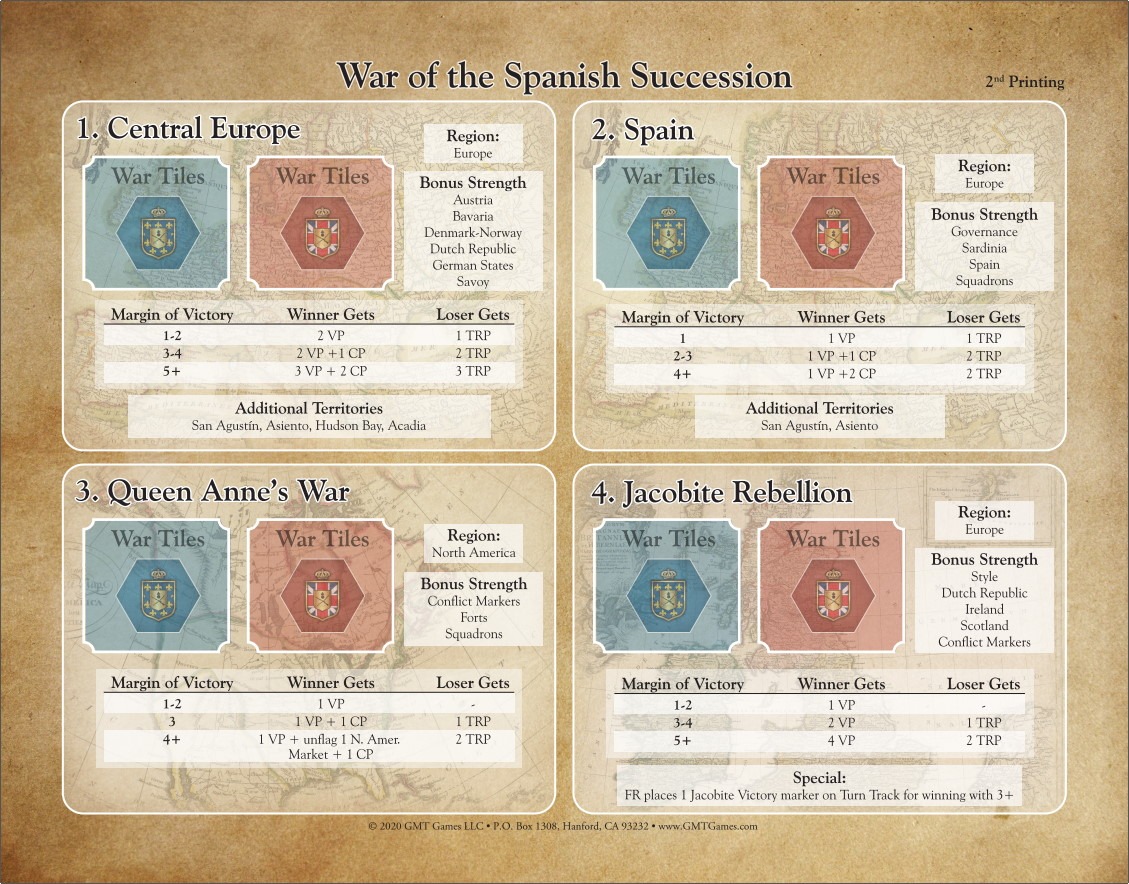 War of the Spanish Succession
2nd Printing
1. Central Europe
War Tiles
War Tiles
Region:
Europe
Bonus Strength
Austria
Bavaria
Denmark-Norway
Dutch Republic
German States
Savoy
Margin of Victory Winner Gets Loser Gets
1-2 2 VP 1 TRP
3-4 2 VP +1 CP 2 TRP
5+ 3 VP + 2 CP 3 TRP
Additional Territories
San Agustín, Asiento, Hudson Bay, Acadia
2. Spain
War Tiles
War Tiles
Region:
Europe
Bonus Strength
Governance
Sardinia
Spain
Squadrons
Margin of Victory Winner Gets Loser Gets
1 1 VP 1 TRP
2-3 1 VP +1 CP 2 TRP
4+ 1 VP +2 CP 2 TRP
Additional Territories
San Agustín, Asiento
3. Queen Anne's War
War Tiles
War Tiles
Region:
North America
Bonus Strength
Conflict Markers
Forts
Squadrons
Margin of Victory Winner Gets Loser Gets
1-2 1 VP -
3 1 VP + 1 CP 1 TRP
4+ 1 VP + unflag 1 N. Amer. 2 TRP
Market + 1 CP
4. Jacobite Rebellion
War Tiles
War Tiles
Region:
Europe
Bonus Strength
Style
Dutch Republic
Ireland
Scotland
Conflict Markers
Margin of Victory Winner Gets Loser Gets
1-2 1 VP -
3-4 2 VP 1 TRP
5+ 4 VP 2 TRP
Special:
FR places 1 Jacobite Victory marker on Turn Track for winning with 3+
© 2020 GMT Games LLC • P.O. Box 1308, Hanford, CA 93232 • www.GMTGames.com